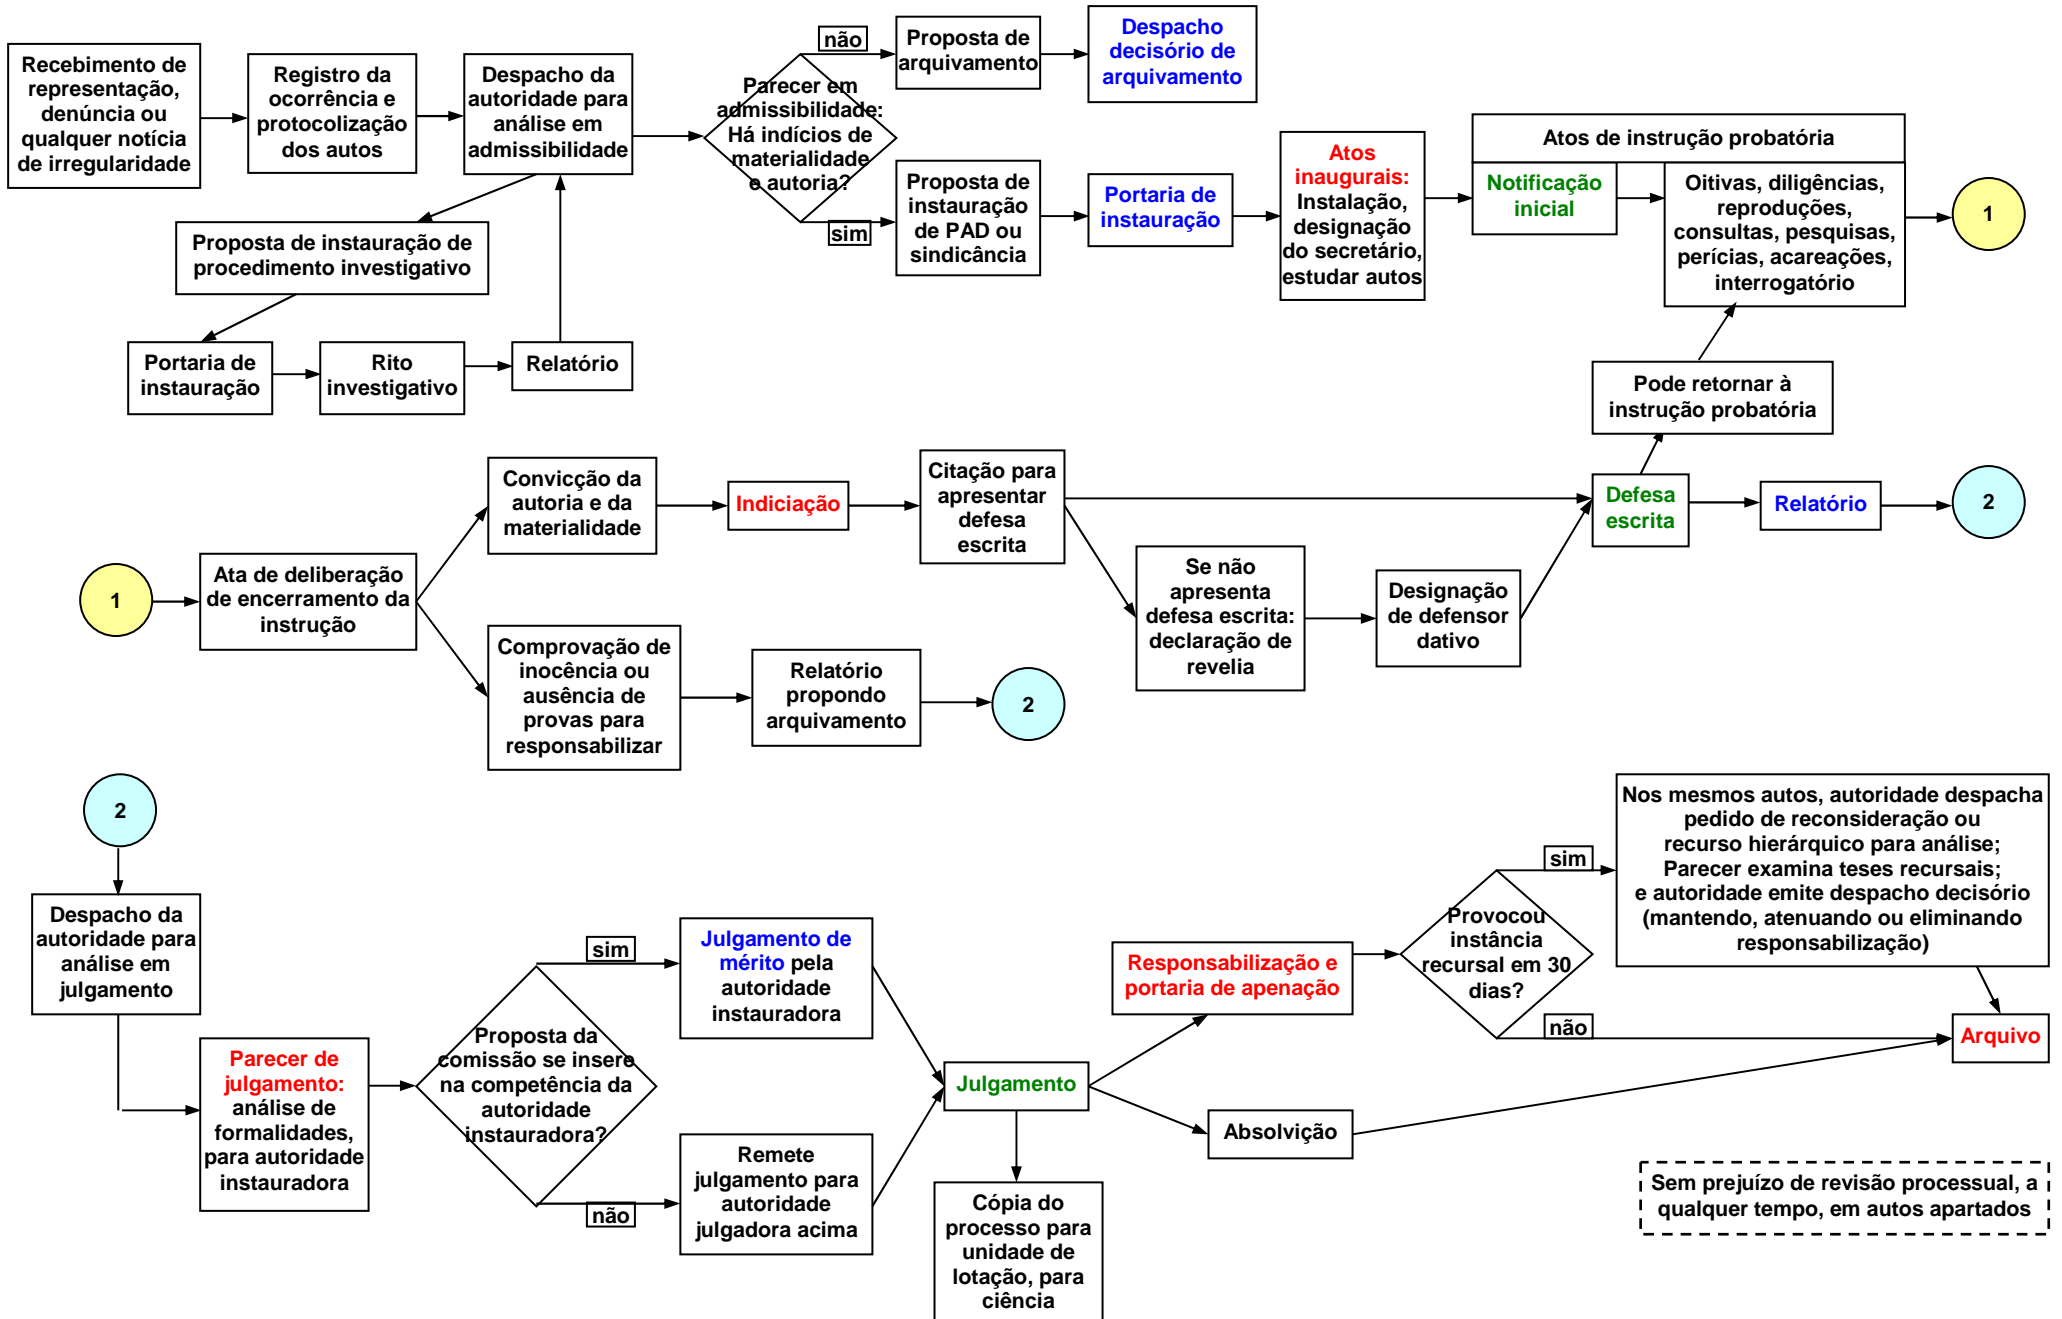 Recebimento de
representação,
denúncia ou
qualquer notícia
de irregularidade
Registro da
ocorrência e
protocolização
dos autos
Despacho da
autoridade para
análise em
admissibilidade
Parecer em
admissibilidade:
Há indícios de
materialidade
e autoria?
não
Proposta de
arquivamento
Despacho
decisório de
arquivamento
sim
Proposta de
instauração
de PAD ou
sindicância
Portaria de
instauração
Atos
inaugurais:
Instalação,
designação
do secretário,
estudar autos
Atos de instrução probatória
Notificação
inicial
Oitivas, diligências,
reproduções,
consultas, pesquisas,
perícias, acareações,
interrogatório
1
Proposta de instauração de
procedimento investigativo
Portaria de
instauração
Rito
investigativo
Relatório
Pode retornar à
instrução probatória
1
Ata de deliberação
de encerramento da
instrução
Convicção da
autoria e da
materialidade
Indiciação
Citação para
apresentar
defesa
escrita
Se não
apresenta
defesa escrita:
declaração de
revelia
Designação
de defensor
dativo
Defesa
escrita
Relatório
2
Comprovação de
inocência ou
ausência de
provas para
responsabilizar
Relatório
propondo
arquivamento
2
2
Despacho da
autoridade para
análise em
julgamento
Parecer de
julgamento:
análise de
formalidades,
para autoridade
instauradora
Proposta da
comissão se insere
na competência da
autoridade
instauradora?
sim
Julgamento de
mérito pela
autoridade
instauradora
não
Remete
julgamento para
autoridade
julgadora acima
Julgamento
Cópia do
processo para
unidade de
lotação, para
ciência
Responsabilização e
portaria de apenação
Absolvição
Provocou
instância
recursal em 30
dias?
sim
Nos mesmos autos, autoridade despacha
pedido de reconsideração ou
recurso hierárquico para análise;
Parecer examina teses recursais;
e autoridade emite despacho decisório
(mantendo, atenuando ou eliminando
responsabilização)
não
Arquivo
Sem prejuízo de revisão processual, a
qualquer tempo, em autos apartados